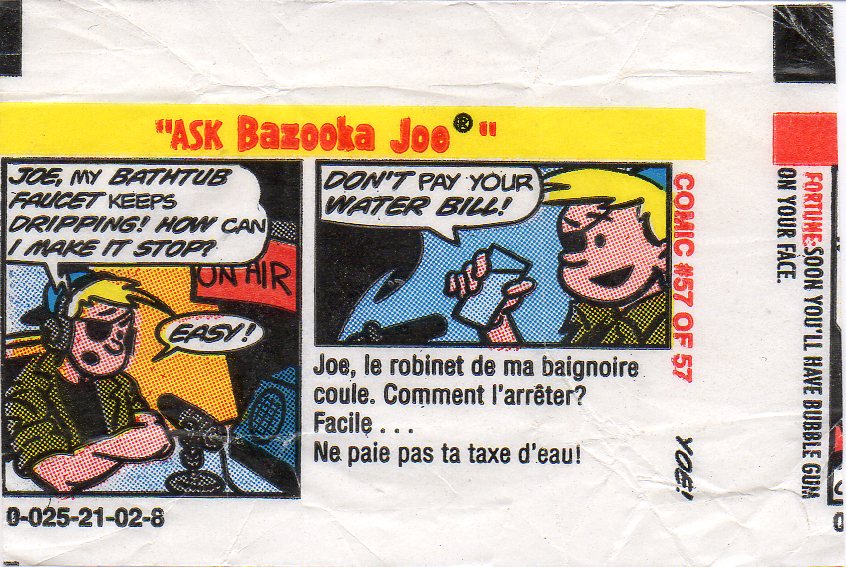 "ASK Bazooka Joe® "
JOE, MY BATHTUB
FAUCET KEEPS
DRIPPING! HOW CAN
I MAKE IT STOP?
ON AIR
EASY!
DON'T PAY YOUR
WATER BILL!
Joe, le robinet de ma baignoire
coule. Comment l'arrêter?
Facile . . .
Ne paie pas ta taxe d'eau!
COMIC #57 OF 57
YOE!
0-025-21-02-8
FORTUNE: SOON YOU'LL HAVE BUBBLE GUM
ON YOUR FACE.